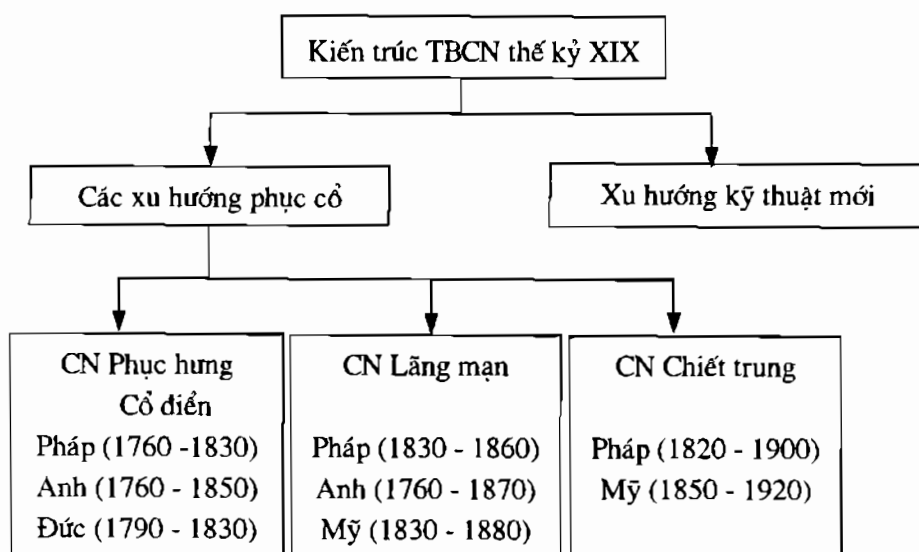 Kiến trúc TBCN thế kỷ XIX
Các xu hướng phục cổ
Xu hướng kỹ thuật mới
CN Phục hưng
Cổ điển
Pháp (1760 -1830)
Anh (1760 - 1850)
Đức (1790 - 1830)
CN Lãng mạn
Pháp (1830 - 1860)
Anh (1760 - 1870)
Mỹ (1830 - 1880)
CN Chiết trung
Pháp (1820 - 1900)
Mỹ (1850 - 1920)